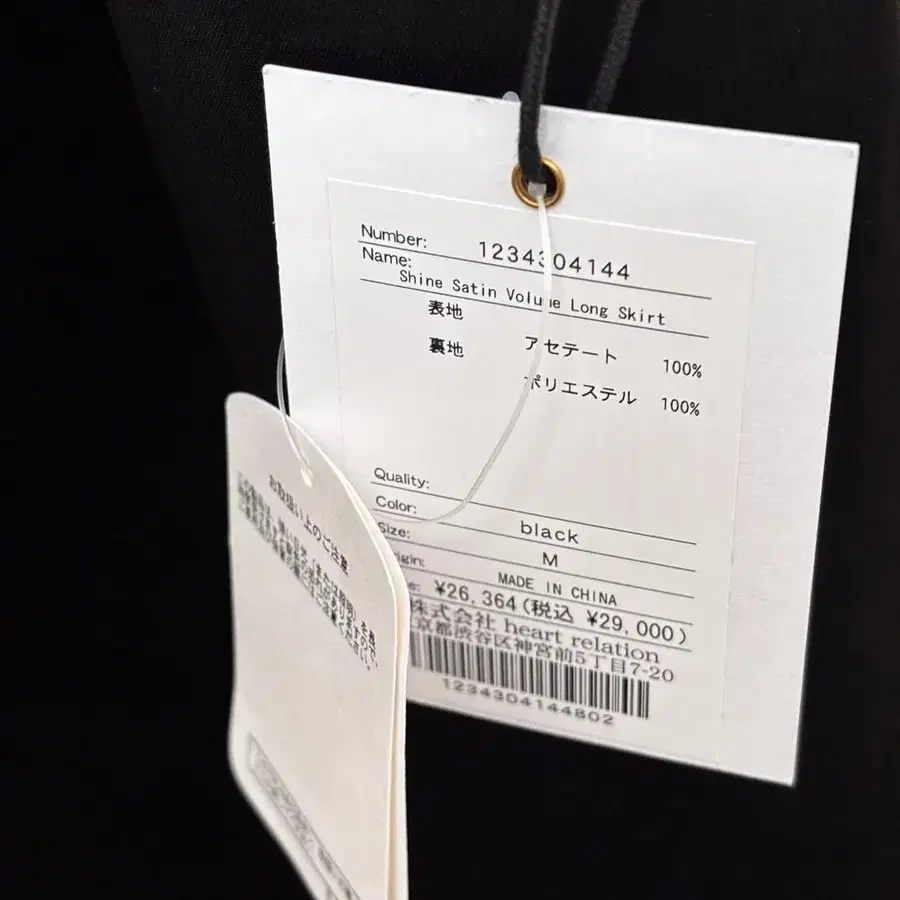 Number: 1234304144
Name:
Shine Satin Volume Long Skirt
表地 アセテート 100%
裏地 ポリエステル 100%
Quality:
Color: black
Size: M
MADE IN CHINA
¥26,364(税込 ¥29,000)
株式会社 heart relation
京都渋谷区神宮前5丁目7-20
1234304144802
お取扱い上のご注意